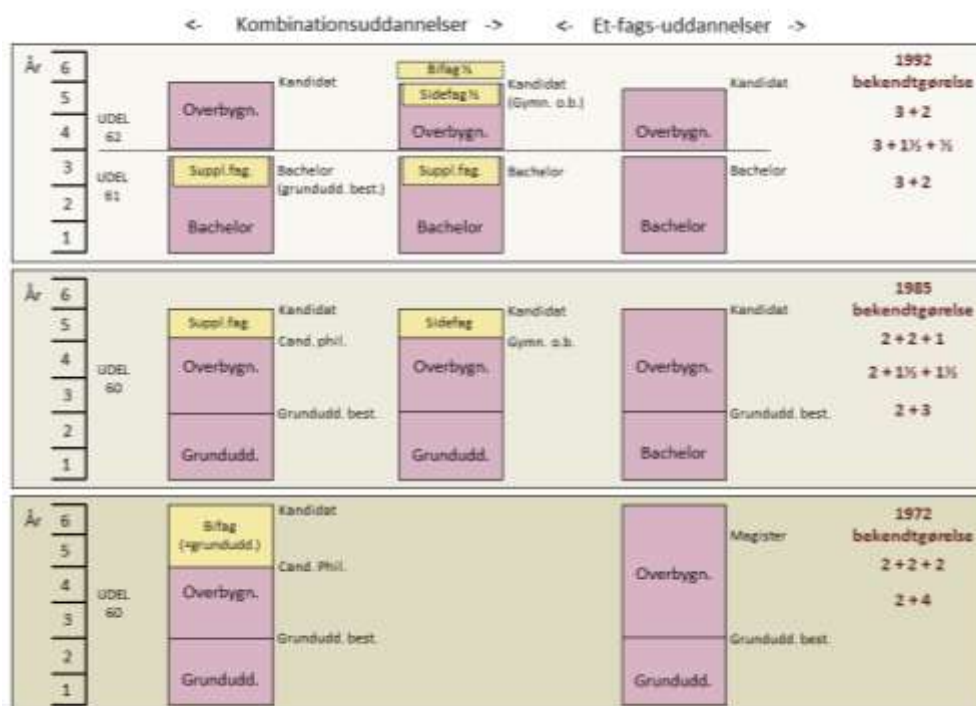 <- Kombinationsuddannelser -> <- Et-fags-uddannelser ->
År 6
5
4
3
2
1
UDEL
62
UDEL
61
Kandidat
Overbygn.
Suppl.fag
Bachelor
(grundudd. best.)
Bachelor
Bifag ½
Sidefag ½
Kandidat
(Gymn. o.b.)
Overbygn.
Suppl.fag
Bachelor
Bachelor
Kandidat
Overbygn.
Bachelor
Bachelor
1992
bekendtgørelse
3 + 2
3 + 1½ + ½
3 + 2
År 6
5
4
3
2
1
UDEL
60
Kandidat
Suppl.fag
Cand. phil.
Overbygn.
Grundudd. best.
Grundudd.
Kandidat
Sidefag
Gymn. o.b.
Overbygn.
Grundudd.
Kandidat
Overbygn.
Grundudd. best.
Bachelor
1985
bekendtgørelse
2 + 2 + 1
2 + 1½ + 1½
2 + 3
År 6
5
4
3
2
1
UDEL
60
Kandidat
Bifag
(=grundudd.)
Cand. Phil.
Overbygn.
Grundudd. best.
Grundudd.
Magister
Overbygn.
Grundudd. best.
Grundudd.
1972
bekendtgørelse
2 + 2 + 2
2 + 4